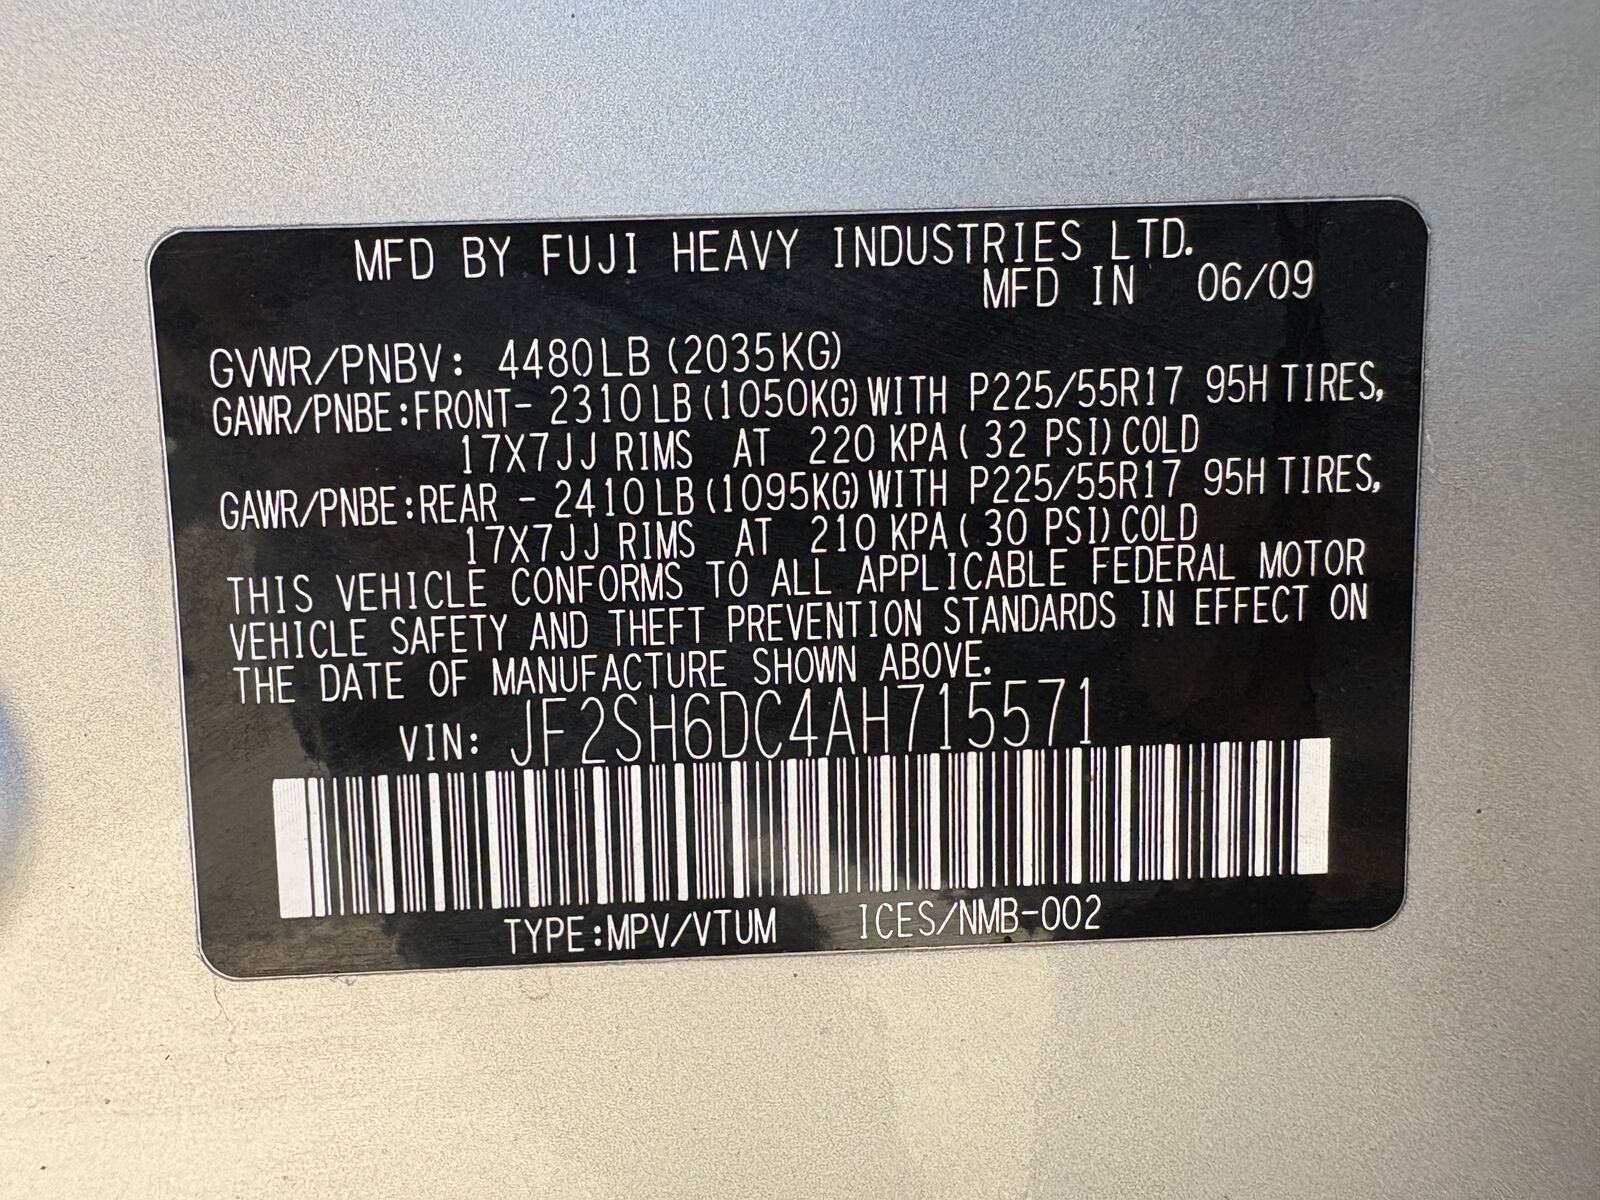 MFD BY FUJI HEAVY INDUSTRIES LTD.
MFD IN 06/09
GVWR/PNBV: 4480LB (2035KG)
GAWR/PNBE:FRONT- 2310LB (1050KG) WITH P225/55R17 95H TIRES,
17X7JJ RIMS AT 220 KPA ( 32 PSI) COLD
GAWR/PNBE:REAR - 2410LB (1095KG) WITH P225/55R17 95H TIRES,
17X7JJ RIMS AT 210 KPA ( 30 PSI) COLD
THIS VEHICLE CONFORMS TO ALL APPLICABLE FEDERAL MOTOR
VEHICLE SAFETY AND THEFT PREVENTION STANDARDS IN EFFECT ON
THE DATE OF MANUFACTURE SHOWN ABOVE.
VIN: JF2SH6DC4AH715571
TYPE:MPV/VTUM ICES/NMB-002